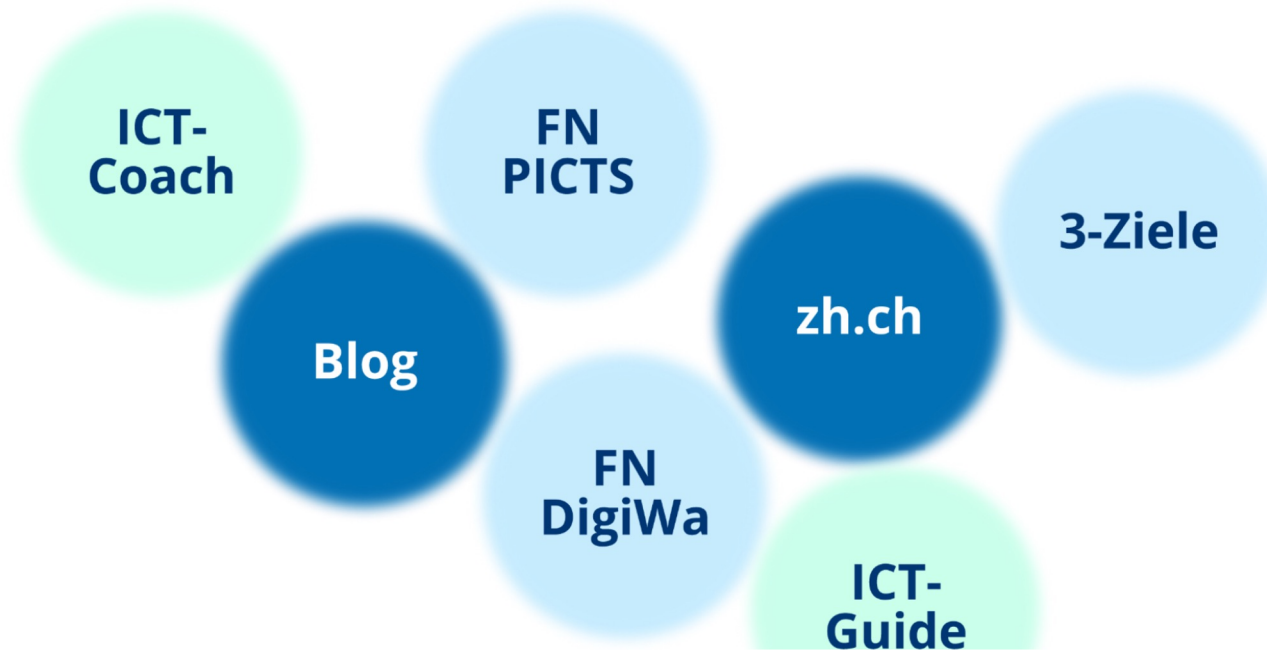 ICT-
Coach
FN
PICTS
3-Ziele
zh.ch
Blog
FN
DigiWa
ICT-
Guide